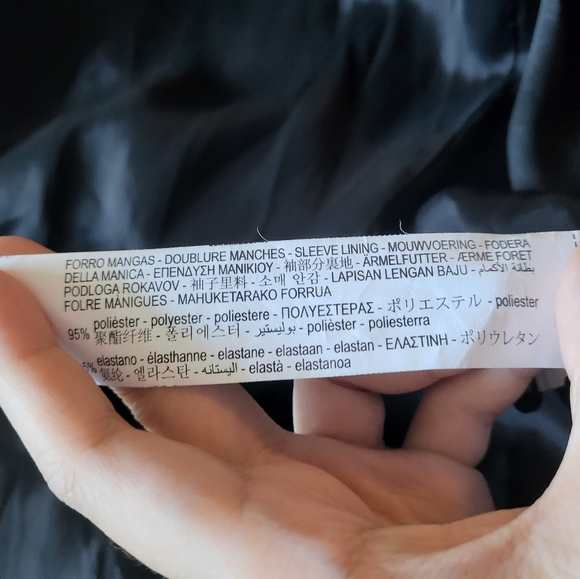 FORRO MANGAS - DOUBLURE MANCHES - SLEEVE LINING - MOUWVOERING - FODERA
DELLA MANICA - ΕΠΕΝΔΥΣΗ ΜΑΝΙΚΙΟΥ - 袖部分裏地 - ÄRMELFUTTER - ÆRME FORET
PODLOGA ROKAVOV - 袖子里料 - 소매 안감 - LAPISAN LENGAN BAJU - بطانة الأكمام -
FOLRE MÀNIGUES - MAHUKETARAKO FORRUA
poliéster - polyester - poliestere - ΠΟΛΥΕΣΤΕΡΑΣ - ポリエステル - poliester
95% 聚酯纤维 - 폴리에스터 - بوليستير - polièster - poliesterra
elastano - élasthanne - elastane - elastaan - elastan - ΕΛΑΣΤΙΝΗ - ポリウレタン
5% 氨纶 - 엘라스탄 - اليستانه - elastà - elastanoa